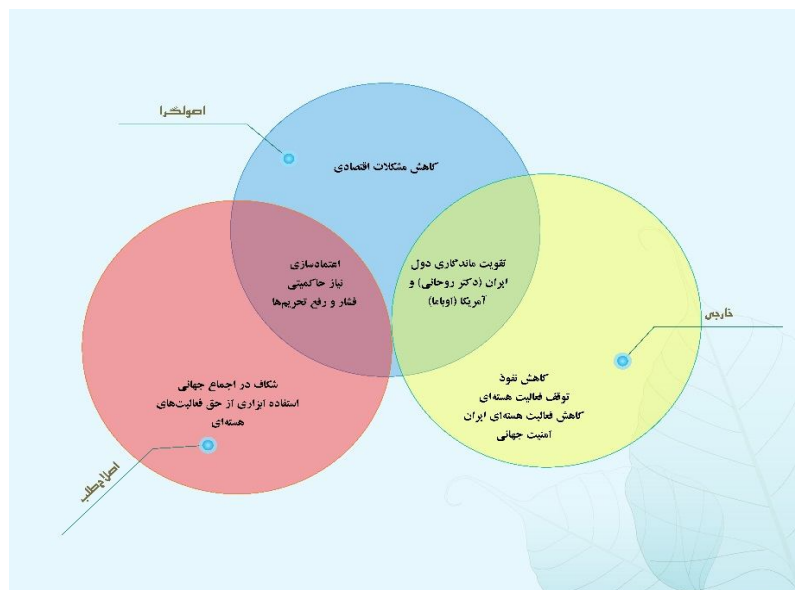 اصولگرا
کاهش مشکلات اقتصادی
اعتمادسازی
نیاز حاکمیتی
فشار و رفع تحریم‌ها
تقویت ماندگاری دول
ایران (دکتر روحانی) و
آمریکا (اوباما)
خارجی
کاهش نفوذ
توقف فعالیت هسته‌ای
کاهش فعالیت هسته‌ای ایران
امنیت جهانی
شکاف در اجماع جهانی
استفاده ابزاری از حق فعالیت‌های
هسته‌ای
اصلاح‌طلب